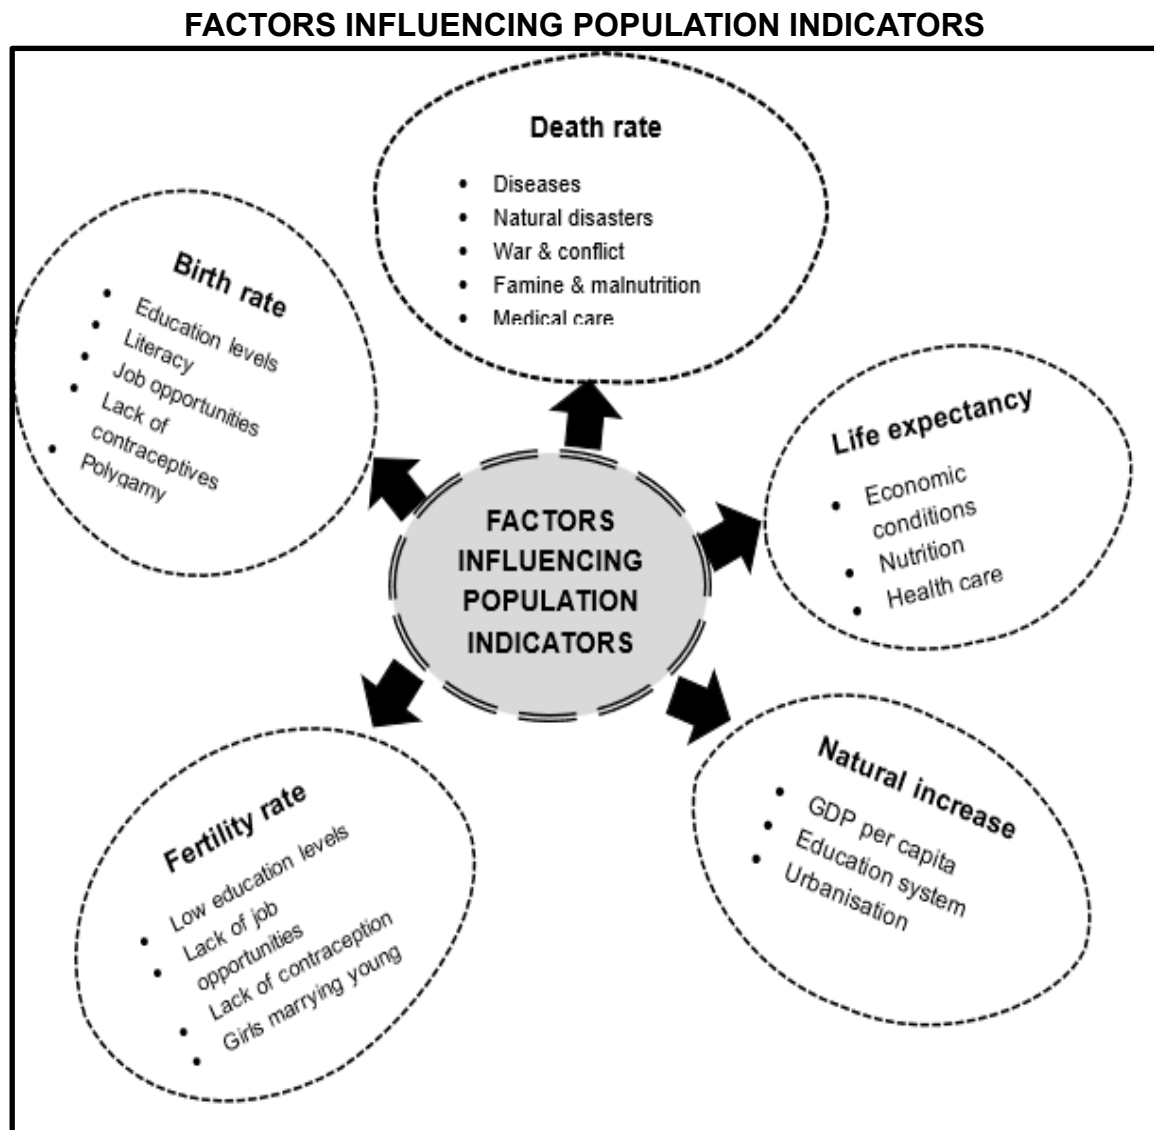 FACTORS INFLUENCING POPULATION INDICATORS
Death rate
• Diseases
• Natural disasters
• War & conflict
• Famine & malnutrition
• Medical care
Birth rate
• Education levels
• Literacy
• Job opportunities
• Lack of
contraceptives
• Polygamy
Life expectancy
• Economic
conditions
• Nutrition
• Health care
FACTORS
INFLUENCING
POPULATION
INDICATORS
Fertility rate
• Low education levels
• Lack of job
opportunities
• Lack of contraception
• Girls marrying young
Natural increase
• GDP per capita
• Education system
• Urbanisation